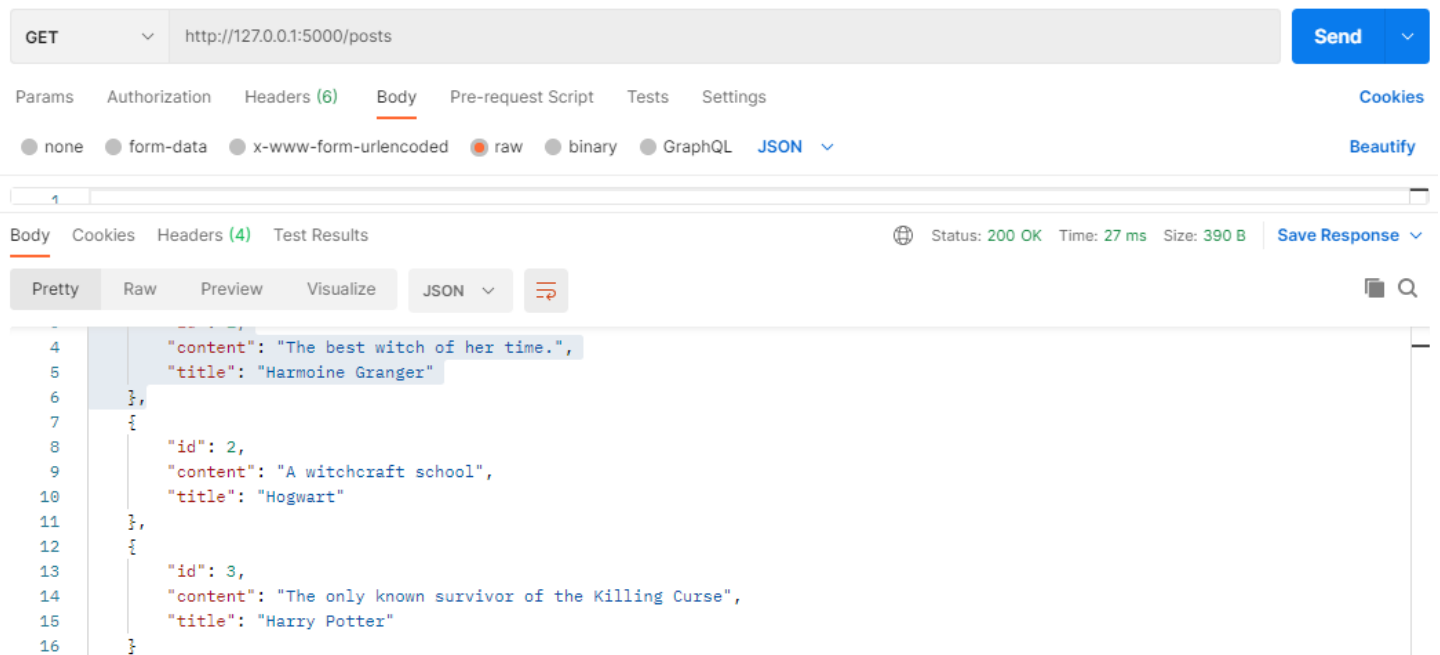 GET http://127.0.0.1:5000/posts Send
Params Authorization Headers (6) Body Pre-request Script Tests Settings Cookies
none form-data x-www-form-urlencoded raw binary GraphQL JSON Beautify
1
Body Cookies Headers (4) Test Results Status: 200 OK Time: 27 ms Size: 390 B Save Response
Pretty Raw Preview Visualize JSON
4 "content": "The best witch of her time.",
5 "title": "Harmoine Granger"
6 },
7 {
8 "id": 2,
9 "content": "A witchcraft school",
10 "title": "Hogwart"
11 },
12 {
13 "id": 3,
14 "content": "The only known survivor of the Killing Curse",
15 "title": "Harry Potter"
16 }